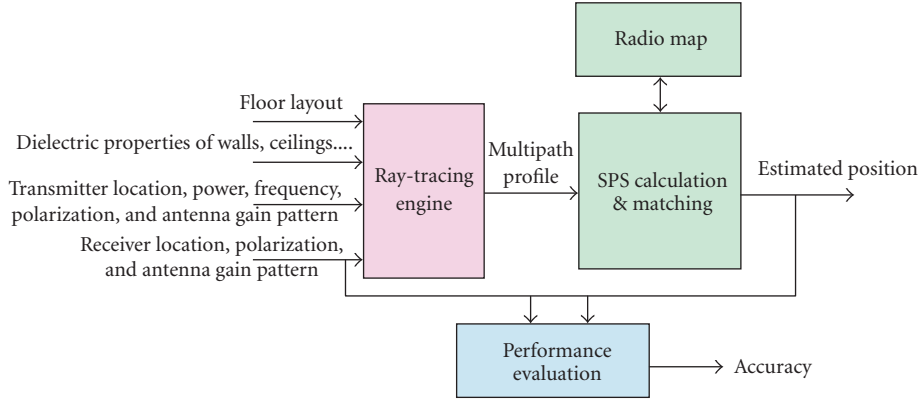 Radio map
Floor layout
Dielectric properties of walls, ceilings....
Transmitter location, power, frequency,
polarization, and antenna gain pattern
Receiver location, polarization,
and antenna gain pattern
Ray-tracing
engine
Multipath
profile
SPS calculation
& matching
Estimated position
Performance
evaluation
Accuracy